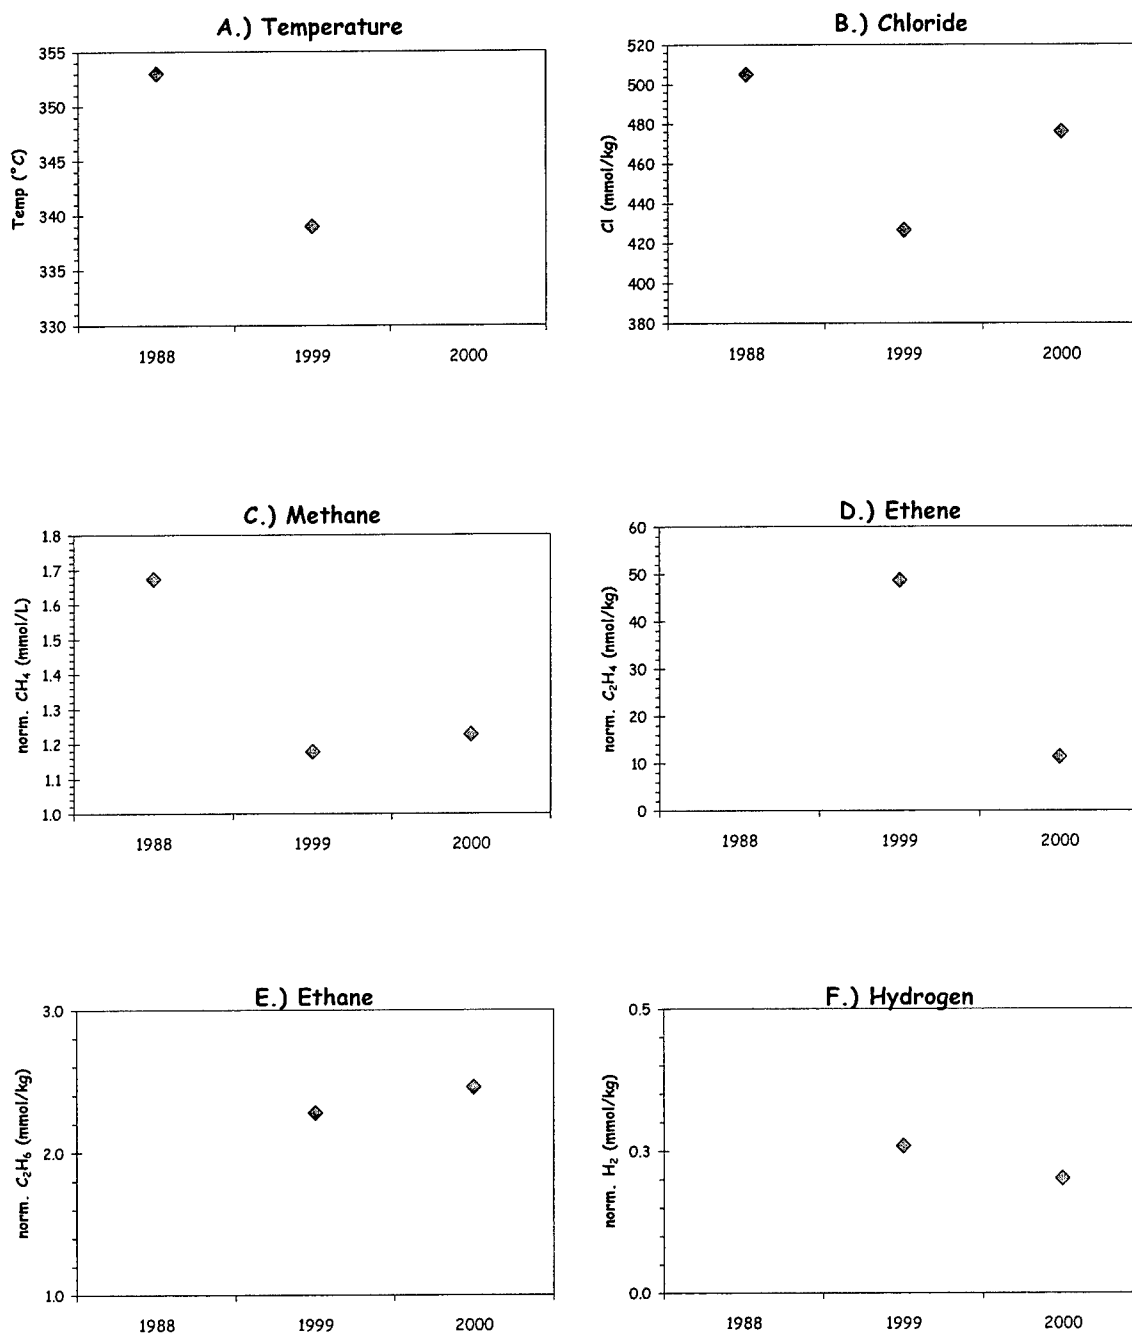 A.) Temperature
355
350
345
340
335
330
Temp (°C)
1988 1999 2000
B.) Chloride
520
500
480
460
440
420
400
380
Cl (mmol/kg)
1988 1999 2000
C.) Methane
1.8
1.7
1.6
1.5
1.4
1.3
1.2
1.1
1.0
norm. CH₄ (mmol/L)
1988 1999 2000
D.) Ethene
60
50
40
30
20
10
0
norm. C₂H₄ (nmol/kg)
1988 1999 2000
E.) Ethane
3.0
2.0
1.0
norm. C₂H₆ (mmol/kg)
1988 1999 2000
F.) Hydrogen
0.5
0.3
0.0
norm. H₂ (mmol/kg)
1988 1999 2000